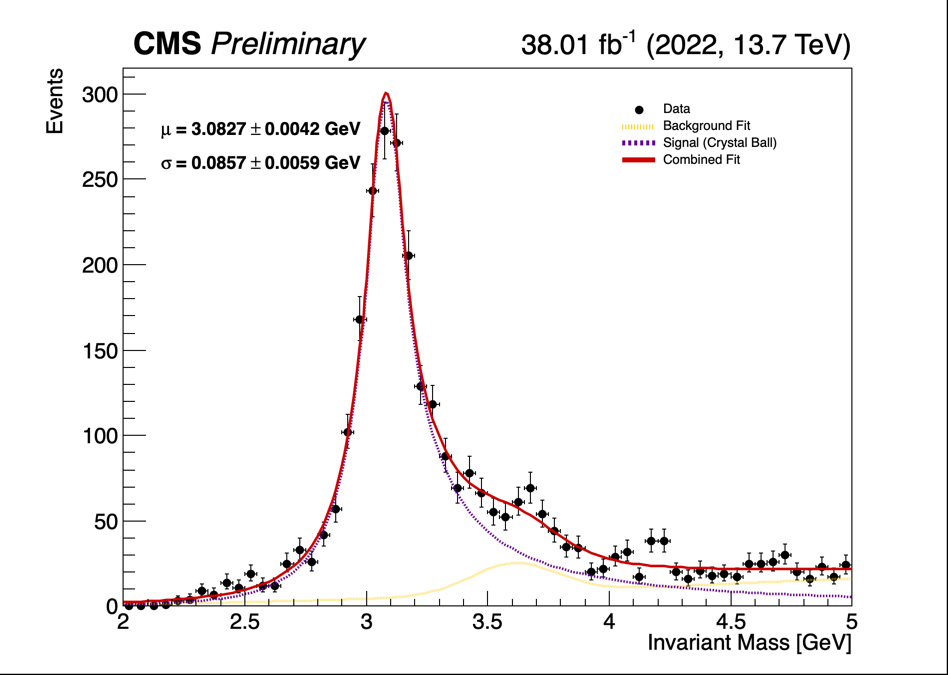 CMS Preliminary
38.01 fb⁻¹ (2022, 13.7 TeV)
Events
300
250
200
150
100
50
0
μ = 3.0827 ± 0.0042 GeV
σ = 0.0857 ± 0.0059 GeV
Data
Background Fit
Signal (Crystal Ball)
Combined Fit
2 2.5 3 3.5 4 4.5 5
Invariant Mass [GeV]